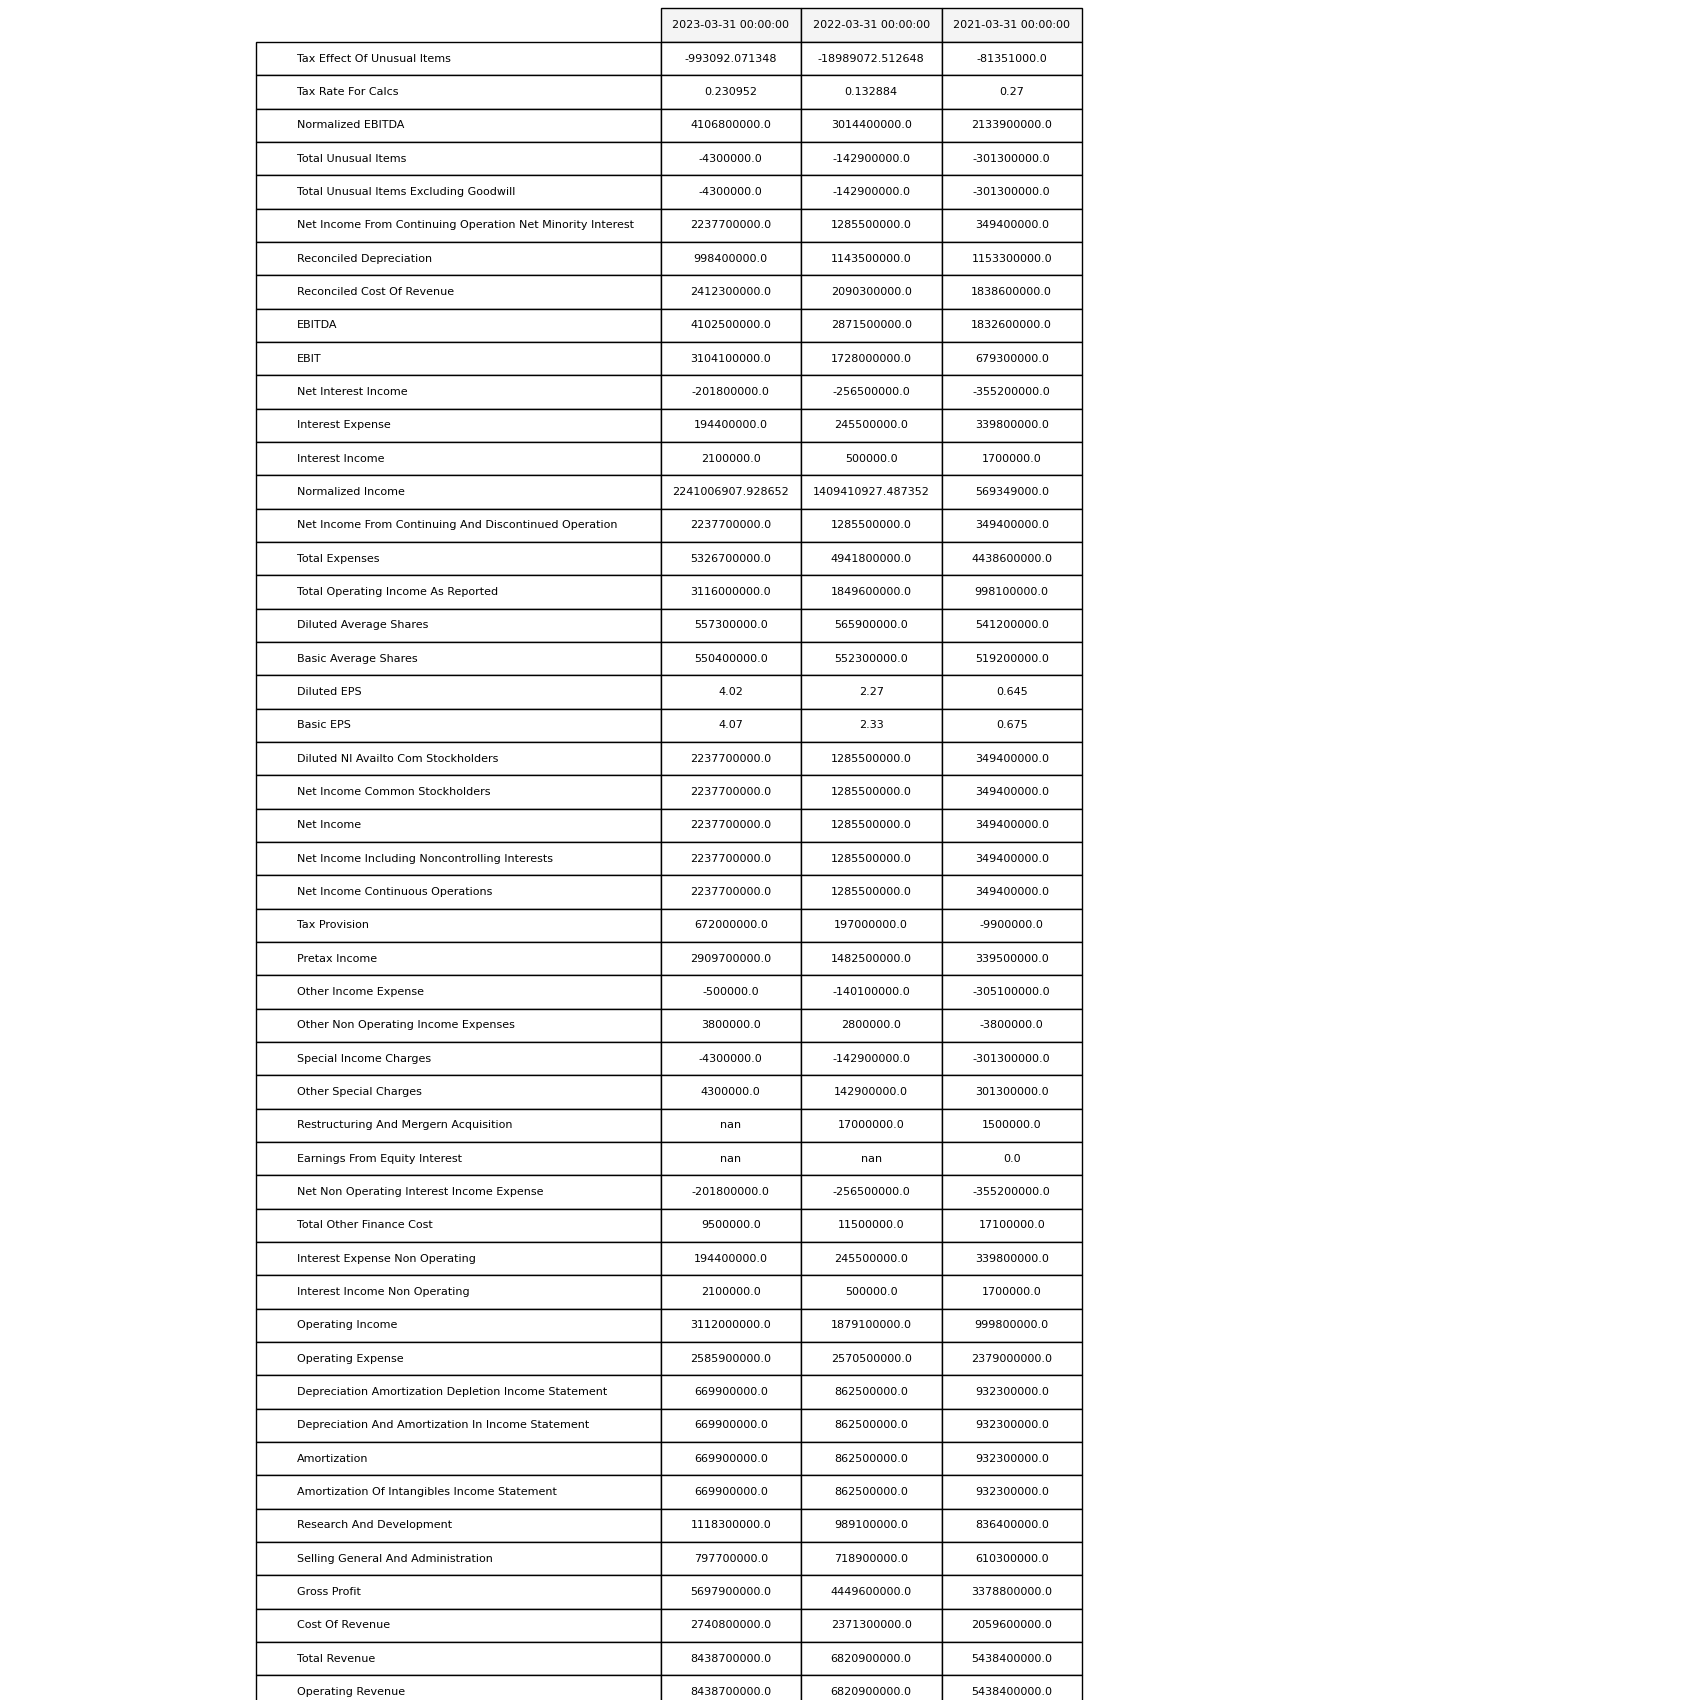 2023-03-31 00:00:00 2022-03-31 00:00:00 2021-03-31 00:00:00
Tax Effect Of Unusual Items -993092.071348 -18989072.512648 -81351000.0
Tax Rate For Calcs 0.230952 0.132884 0.27
Normalized EBITDA 4106800000.0 3014400000.0 2133900000.0
Total Unusual Items -4300000.0 -142900000.0 -301300000.0
Total Unusual Items Excluding Goodwill -4300000.0 -142900000.0 -301300000.0
Net Income From Continuing Operation Net Minority Interest 2237700000.0 1285500000.0 349400000.0
Reconciled Depreciation 998400000.0 1143500000.0 1153300000.0
Reconciled Cost Of Revenue 2412300000.0 2090300000.0 1838600000.0
EBITDA 4102500000.0 2871500000.0 1832600000.0
EBIT 3104100000.0 1728000000.0 679300000.0
Net Interest Income -201800000.0 -256500000.0 -355200000.0
Interest Expense 194400000.0 245500000.0 339800000.0
Interest Income 2100000.0 500000.0 1700000.0
Normalized Income 2241006907.928652 1409410927.487352 569349000.0
Net Income From Continuing And Discontinued Operation 2237700000.0 1285500000.0 349400000.0
Total Expenses 5326700000.0 4941800000.0 4438600000.0
Total Operating Income As Reported 3116000000.0 1849600000.0 998100000.0
Diluted Average Shares 557300000.0 565900000.0 541200000.0
Basic Average Shares 550400000.0 552300000.0 519200000.0
Diluted EPS 4.02 2.27 0.645
Basic EPS 4.07 2.33 0.675
Diluted NI Availto Com Stockholders 2237700000.0 1285500000.0 349400000.0
Net Income Common Stockholders 2237700000.0 1285500000.0 349400000.0
Net Income 2237700000.0 1285500000.0 349400000.0
Net Income Including Noncontrolling Interests 2237700000.0 1285500000.0 349400000.0
Net Income Continuous Operations 2237700000.0 1285500000.0 349400000.0
Tax Provision 672000000.0 197000000.0 -9900000.0
Pretax Income 2909700000.0 1482500000.0 339500000.0
Other Income Expense -500000.0 -140100000.0 -305100000.0
Other Non Operating Income Expenses 3800000.0 2800000.0 -3800000.0
Special Income Charges -4300000.0 -142900000.0 -301300000.0
Other Special Charges 4300000.0 142900000.0 301300000.0
Restructuring And Mergern Acquisition nan 17000000.0 1500000.0
Earnings From Equity Interest nan nan 0.0
Net Non Operating Interest Income Expense -201800000.0 -256500000.0 -355200000.0
Total Other Finance Cost 9500000.0 11500000.0 17100000.0
Interest Expense Non Operating 194400000.0 245500000.0 339800000.0
Interest Income Non Operating 2100000.0 500000.0 1700000.0
Operating Income 3112000000.0 1879100000.0 999800000.0
Operating Expense 2585900000.0 2570500000.0 2379000000.0
Depreciation Amortization Depletion Income Statement 669900000.0 862500000.0 932300000.0
Depreciation And Amortization In Income Statement 669900000.0 862500000.0 932300000.0
Amortization 669900000.0 862500000.0 932300000.0
Amortization Of Intangibles Income Statement 669900000.0 862500000.0 932300000.0
Research And Development 1118300000.0 989100000.0 836400000.0
Selling General And Administration 797700000.0 718900000.0 610300000.0
Gross Profit 5697900000.0 4449600000.0 3378800000.0
Cost Of Revenue 2740800000.0 2371300000.0 2059600000.0
Total Revenue 8438700000.0 6820900000.0 5438400000.0
Operating Revenue 8438700000.0 6820900000.0 5438400000.0